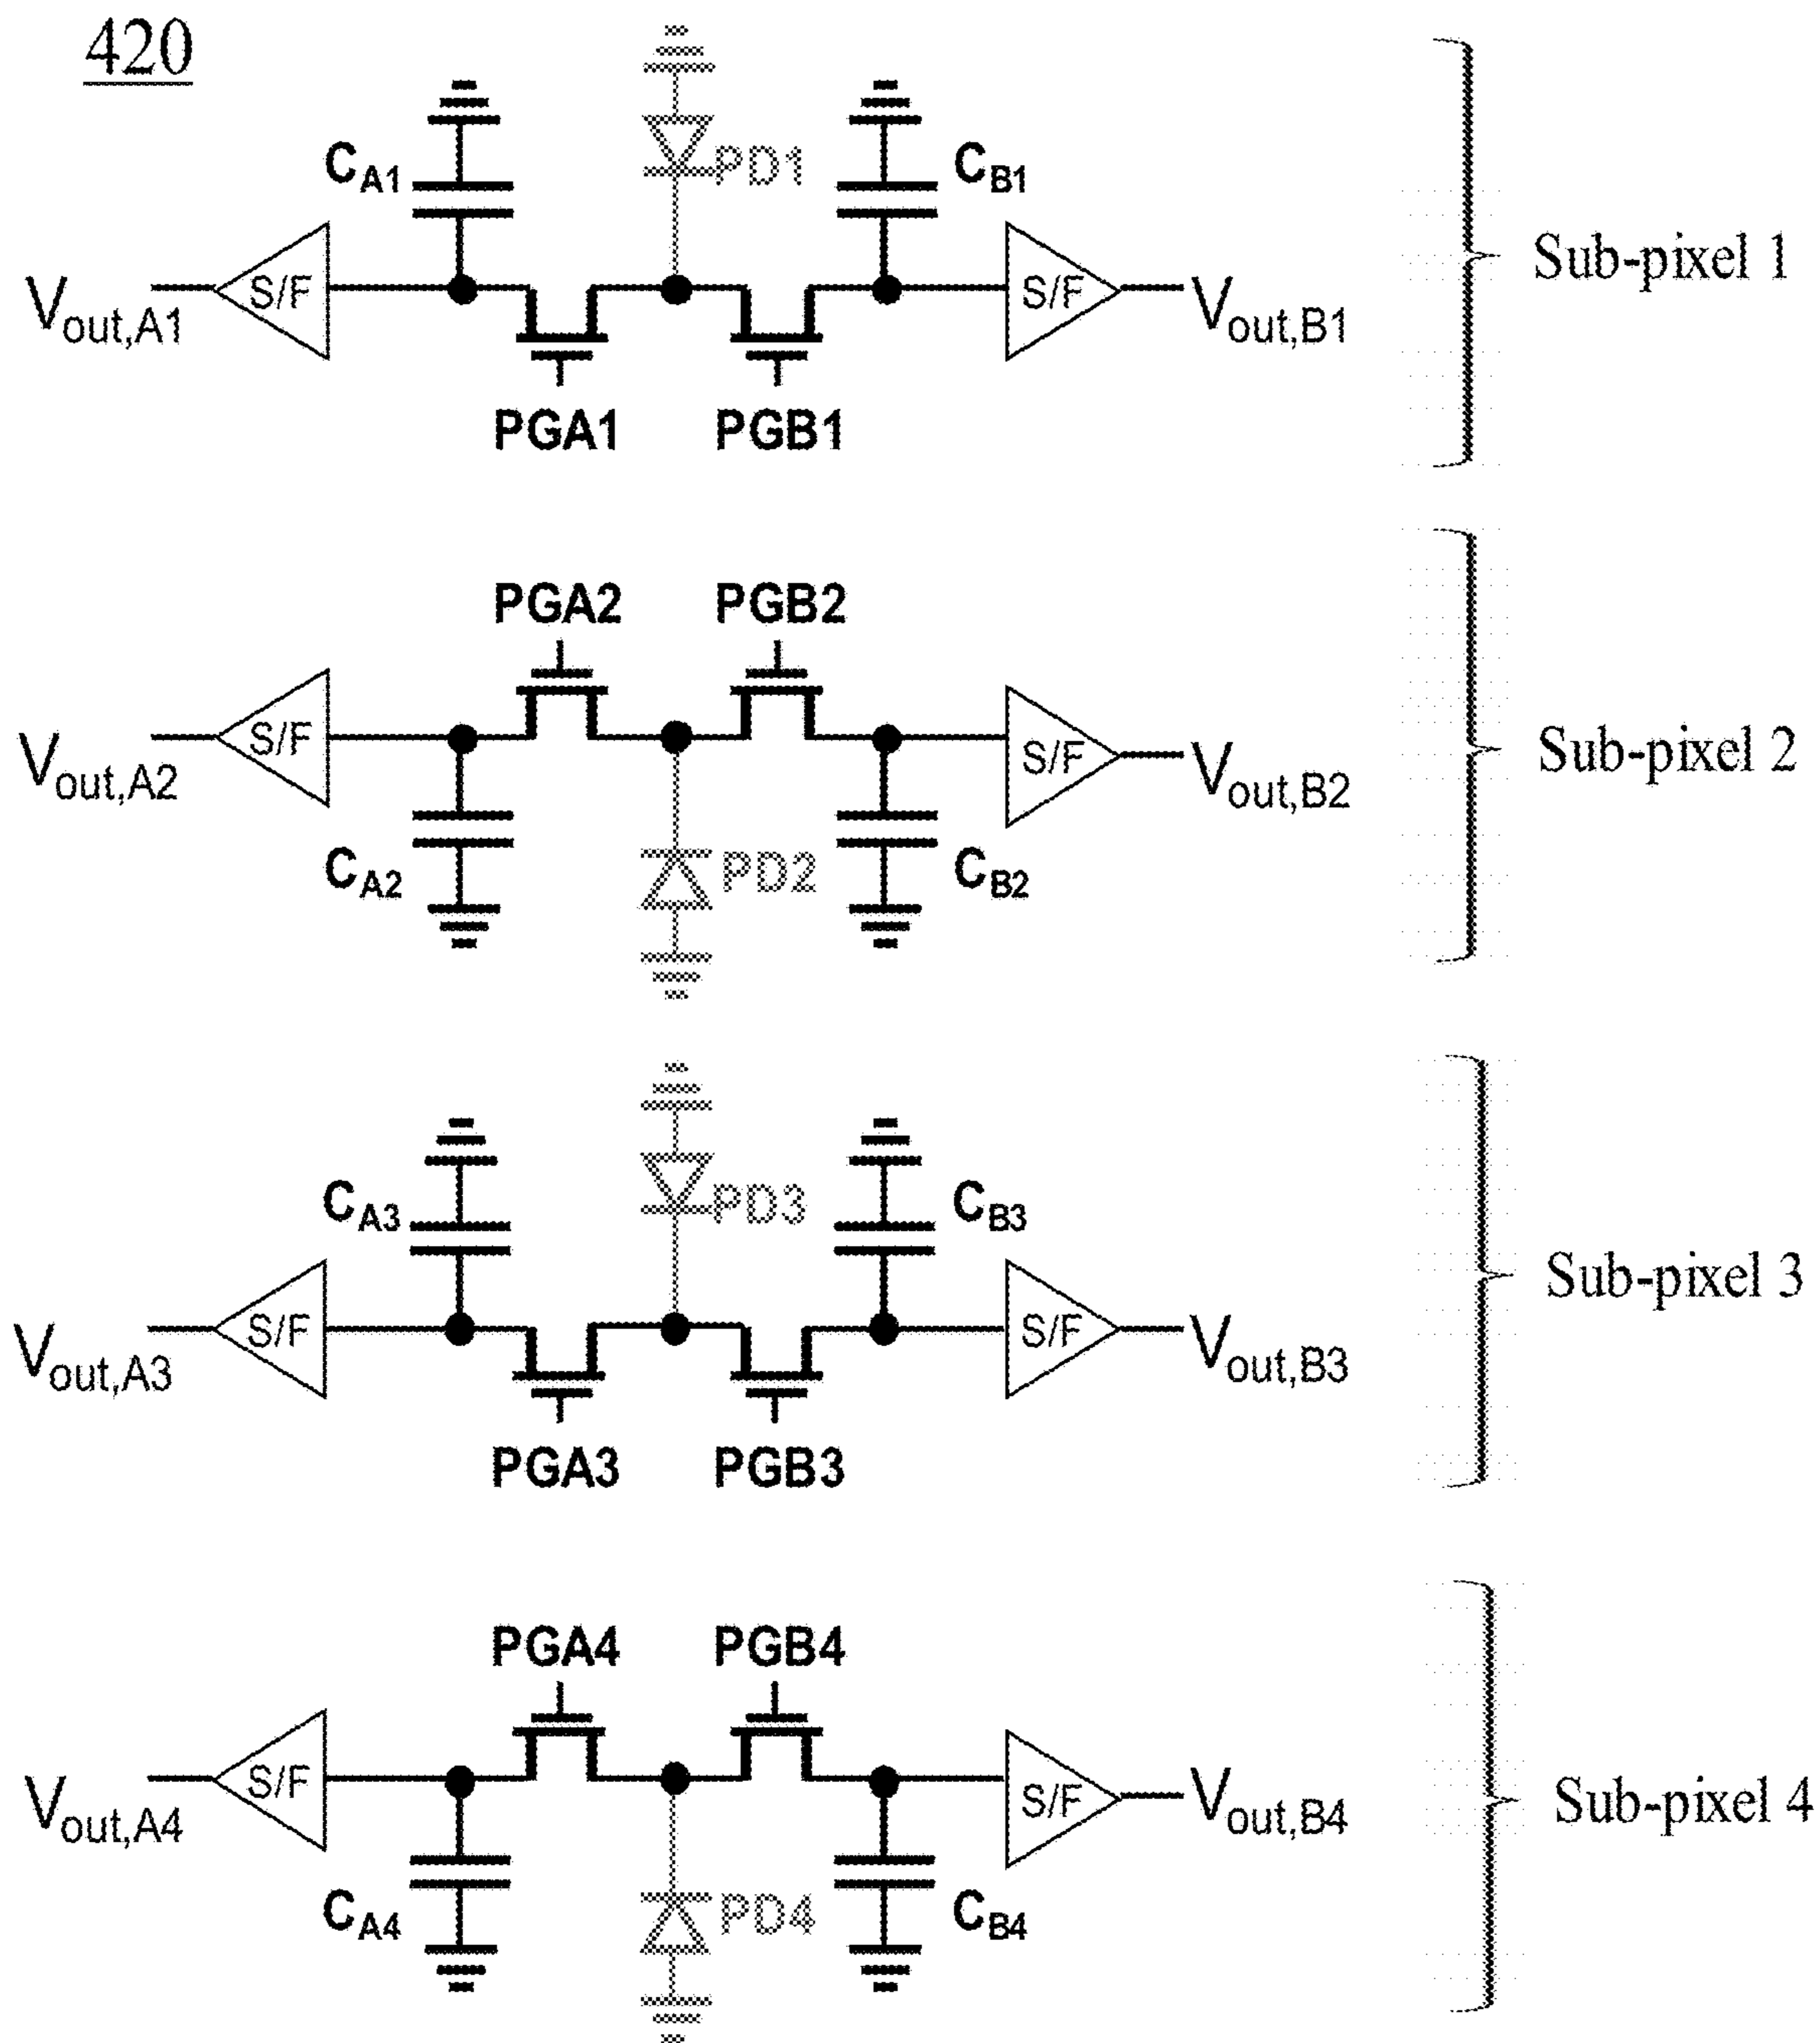 420
C_A1 PD1 C_B1
V_out,A1 S/F S/F V_out,B1 Sub-pixel 1
PGA1 PGB1
PGA2 PGB2
V_out,A2 S/F S/F V_out,B2 Sub-pixel 2
C_A2 PD2 C_B2
C_A3 PD3 C_B3
V_out,A3 S/F S/F V_out,B3 Sub-pixel 3
PGA3 PGB3
PGA4 PGB4
V_out,A4 S/F S/F V_out,B4 Sub-pixel 4
C_A4 PD4 C_B4